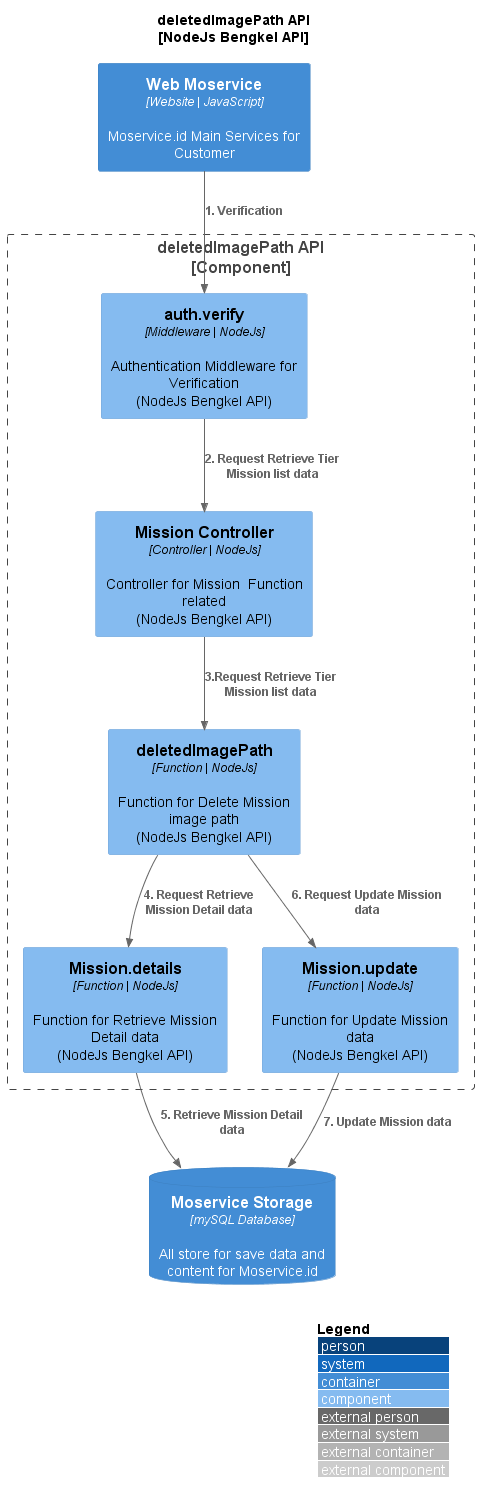 deletedImagePath API
[NodeJs Bengkel API]
Web Moservice
[Website | JavaScript]
Moservice.id Main Services for
Customer
1. Verification
deletedImagePath API
[Component]
auth.verify
[Middleware | NodeJs]
Authentication Middleware for
Verification
(NodeJs Bengkel API)
2. Request Retrieve Tier
Mission list data
Mission Controller
[Controller | NodeJs]
Controller for Mission  Function
related
(NodeJs Bengkel API)
3.Request Retrieve Tier
Mission list data
deletedImagePath
[Function | NodeJs]
Function for Delete Mission
image path
(NodeJs Bengkel API)
4. Request Retrieve
Mission Detail data
6. Request Update Mission
data
Mission.details
[Function | NodeJs]
Function for Retrieve Mission
Detail data
(NodeJs Bengkel API)
Mission.update
[Function | NodeJs]
Function for Update Mission
data
(NodeJs Bengkel API)
5. Retrieve Mission Detail
data
7. Update Mission data
Moservice Storage
[mySQL Database]
All store for save data and
content for Moservice.id
Legend
person
system
container
component
external person
external system
external container
external component